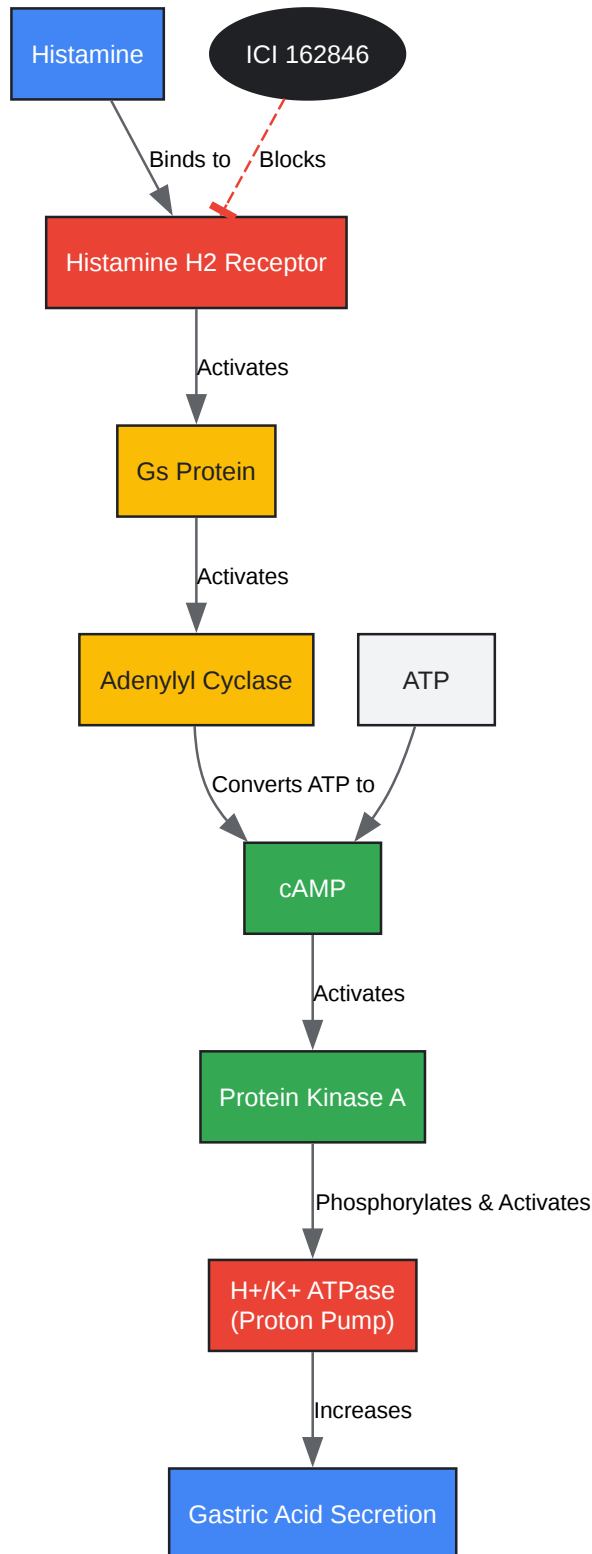 Histamine
ICI 162846
Binds to
Blocks
Histamine H2 Receptor
Activates
Gs Protein
Activates
Adenylyl Cyclase
ATP
Converts ATP to
cAMP
Activates
Protein Kinase A
Phosphorylates & Activates
H+/K+ ATPase
(Proton Pump)
Increases
Gastric Acid Secretion